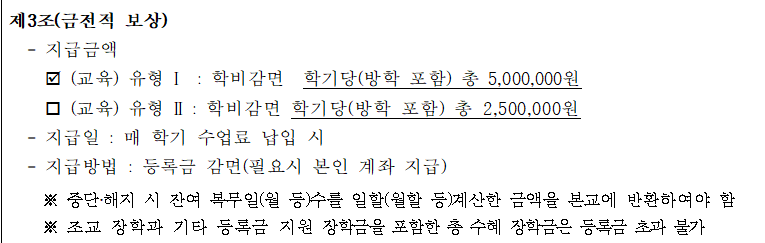 제3조(금전적 보상)
- 지급금액
☑ (교육) 유형 Ⅰ : 학비감면 학기당(방학 포함) 총 5,000,000원
☐ (교육) 유형 Ⅱ : 학비감면 학기당(방학 포함) 총 2,500,000원
- 지급일 : 매 학기 수업료 납입 시
- 지급방법 : 등록금 감면(필요시 본인 계좌 지급)
※ 중단·해지 시 잔여 복무일(월 등)수를 일할(월할 등)계산한 금액을 본교에 반환하여야 함
※ 조교 장학과 기타 등록금 지원 장학금을 포함한 총 수혜 장학금은 등록금 초과 불가